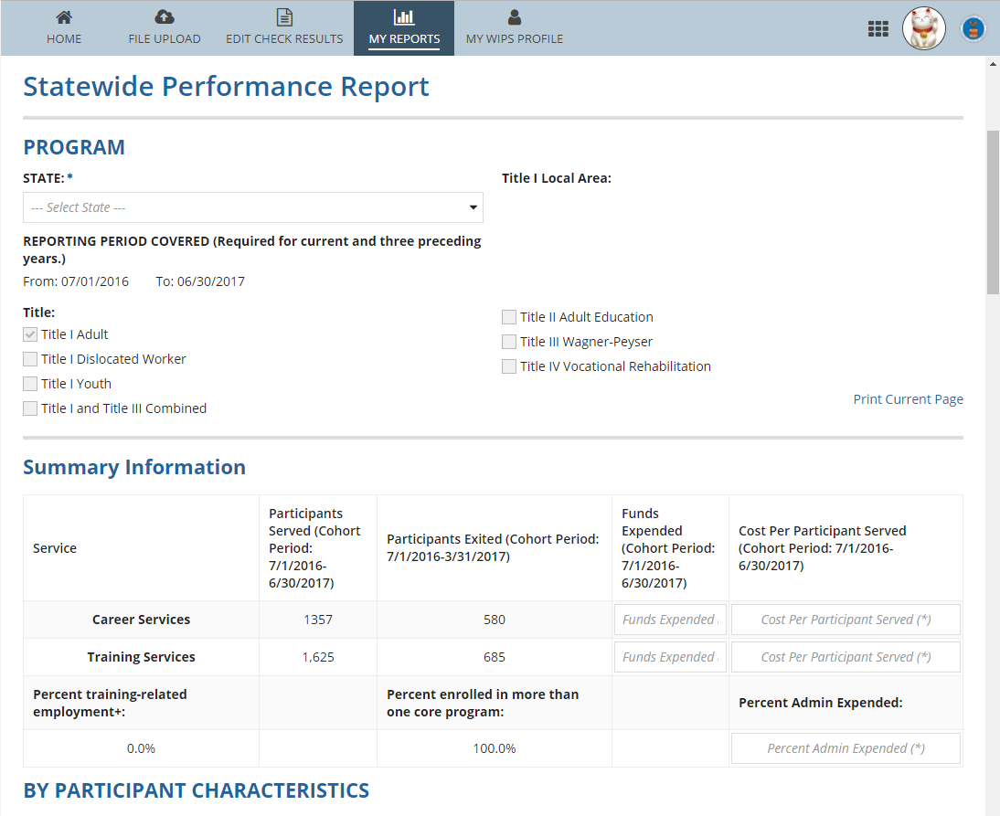 HOME
FILE UPLOAD
EDIT CHECK RESULTS
MY REPORTS
MY WIPS PROFILE
Statewide Performance Report
PROGRAM
STATE: *
--- Select State ---
Title I Local Area:
REPORTING PERIOD COVERED (Required for current and three preceding
years.)
From: 07/01/2016 To: 06/30/2017
Title:
Title I Adult
Title I Dislocated Worker
Title I Youth
Title I and Title III Combined
Title II Adult Education
Title III Wagner-Peyser
Title IV Vocational Rehabilitation
Print Current Page
Summary Information
Service
Participants
Served (Cohort
Period:
7/1/2016-
6/30/2017)
Participants Exited (Cohort Period:
7/1/2016-3/31/2017)
Funds
Expended
(Cohort Period:
7/1/2016-
6/30/2017)
Cost Per Participant Served
(Cohort Period: 7/1/2016-
6/30/2017)
Career Services 1357 580 Funds Expended Cost Per Participant Served (*)
Training Services 1,625 685 Funds Expended Cost Per Participant Served (*)
Percent training-related
employment+:
Percent enrolled in more than
one core program:
Percent Admin Expended:
0.0% 100.0% Percent Admin Expended (*)
BY PARTICIPANT CHARACTERISTICS